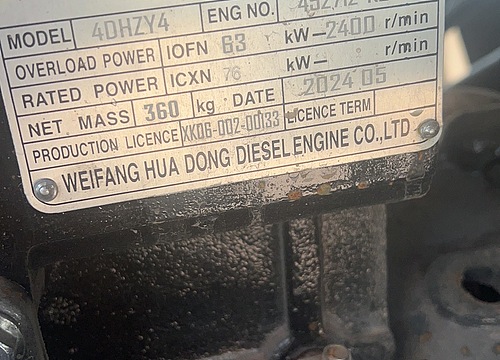 MODEL 4DHZY4 ENG NO.
OVERLOAD POWER IOFN 63 kW—2400 r/min
RATED POWER ICXN kW— r/min
NET MASS 360 kg DATE 2024 05
PRODUCTION LICENCE XK06-002-00133 LICENCE TERM
WEIFANG HUA DONG DIESEL ENGINE CO.,LTD